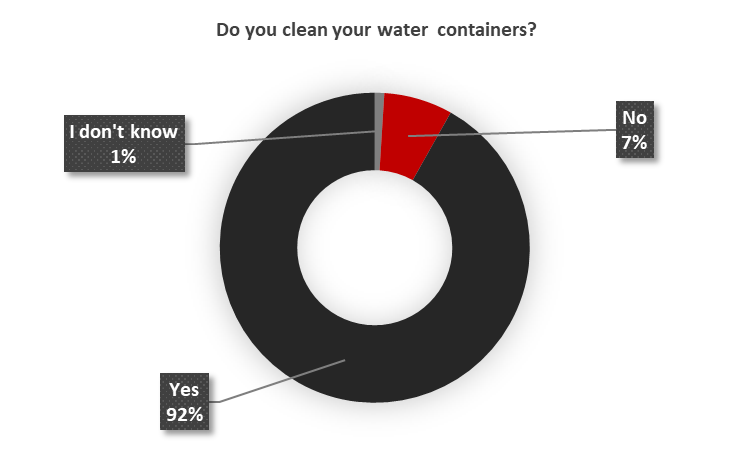 Do you clean your water  containers?
I don't know
1%
No
7%
Yes
92%